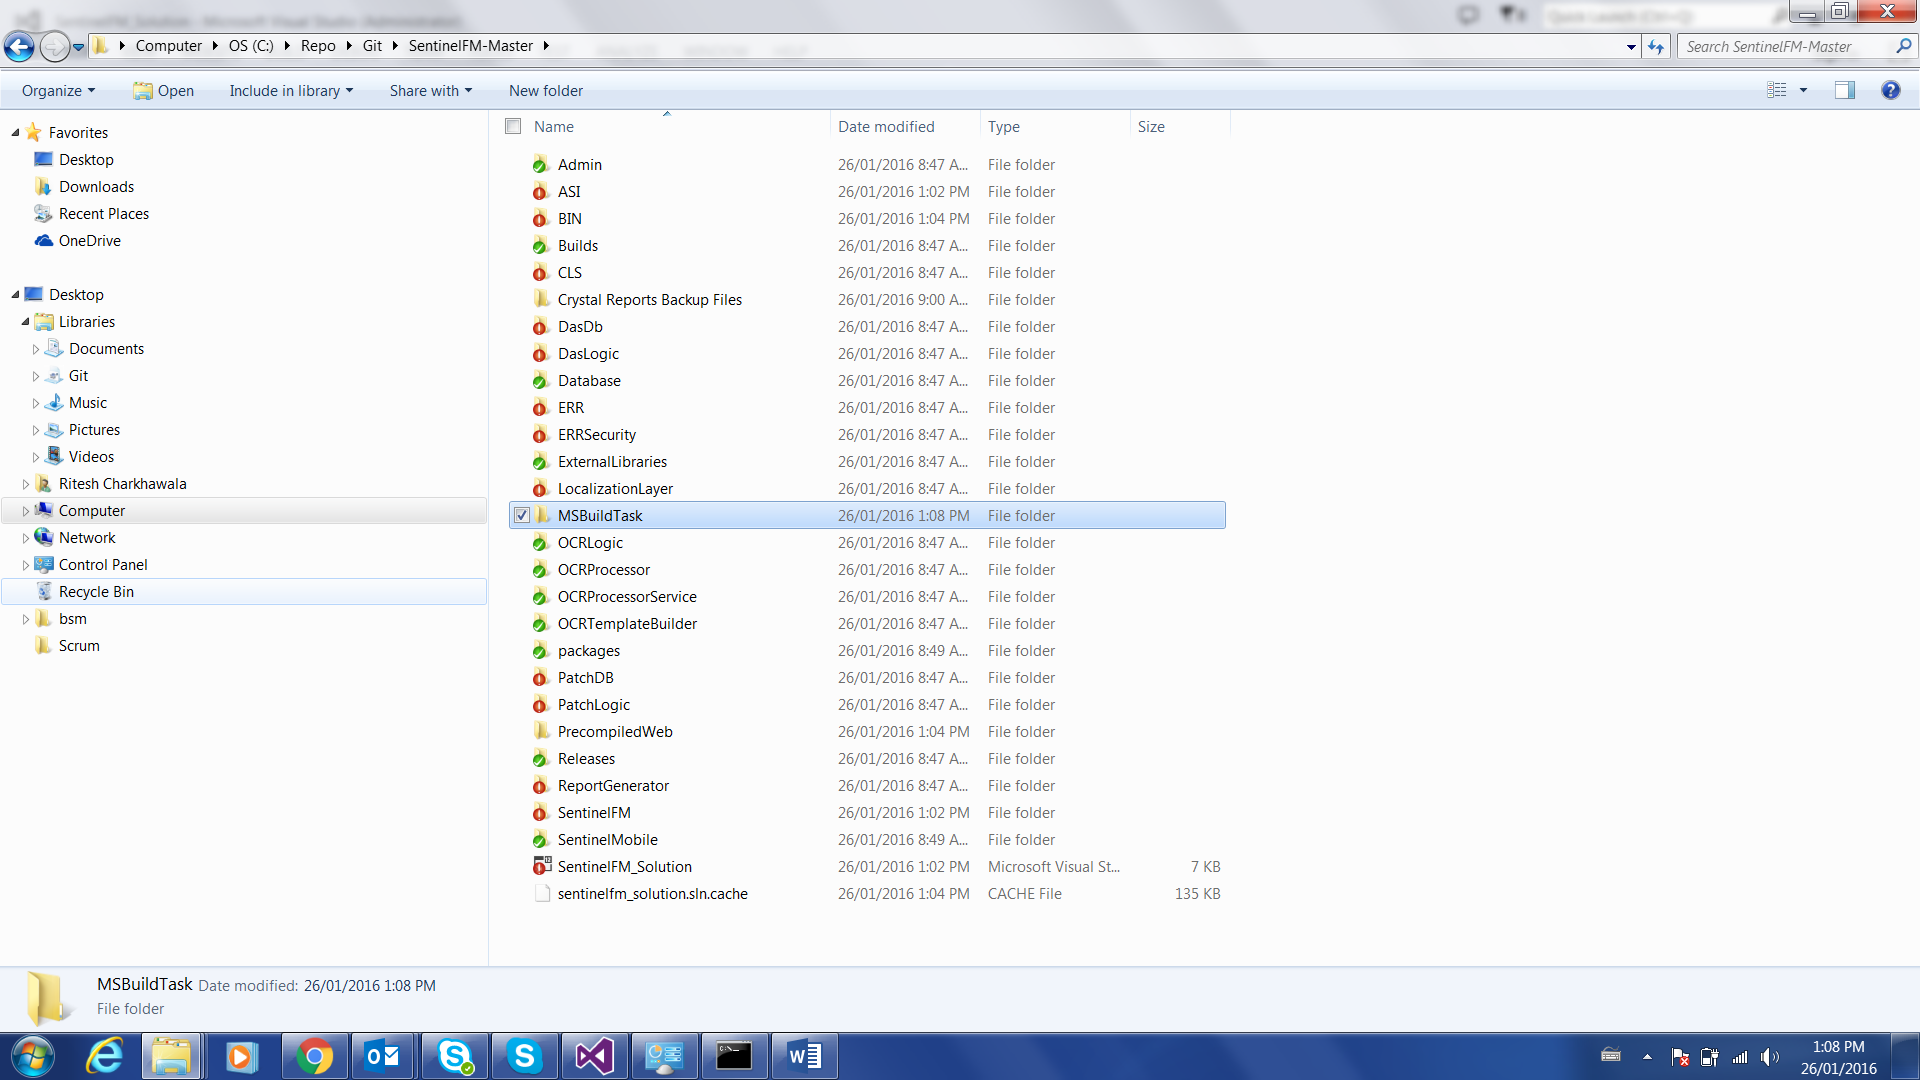 SentinelFM_Solution - Microsoft Visual Studio (Administrator)
Quick Launch (Ctrl+Q)
Computer OS (C:) Repo Git SentinelFM-Master
Search SentinelFM-Master
Organize Open Include in library Share with New folder
Name Date modified Type Size
Favorites
Desktop
Downloads
Recent Places
OneDrive
Desktop
Libraries
Documents
Git
Music
Pictures
Videos
Ritesh Charkhawala
Computer
Network
Control Panel
Recycle Bin
bsm
Scrum
Admin 26/01/2016 8:47 A... File folder
ASI 26/01/2016 1:02 PM File folder
BIN 26/01/2016 1:04 PM File folder
Builds 26/01/2016 8:47 A... File folder
CLS 26/01/2016 8:47 A... File folder
Crystal Reports Backup Files 26/01/2016 9:00 A... File folder
DasDb 26/01/2016 8:47 A... File folder
DasLogic 26/01/2016 8:47 A... File folder
Database 26/01/2016 8:47 A... File folder
ERR 26/01/2016 8:47 A... File folder
ERRSecurity 26/01/2016 8:47 A... File folder
ExternalLibraries 26/01/2016 8:47 A... File folder
LocalizationLayer 26/01/2016 8:47 A... File folder
MSBuildTask 26/01/2016 1:08 PM File folder
OCRLogic 26/01/2016 8:47 A... File folder
OCRProcessor 26/01/2016 8:47 A... File folder
OCRProcessorService 26/01/2016 8:47 A... File folder
OCRTemplateBuilder 26/01/2016 8:47 A... File folder
packages 26/01/2016 8:49 A... File folder
PatchDB 26/01/2016 8:47 A... File folder
PatchLogic 26/01/2016 8:47 A... File folder
PrecompiledWeb 26/01/2016 1:04 PM File folder
Releases 26/01/2016 8:47 A... File folder
ReportGenerator 26/01/2016 8:47 A... File folder
SentinelFM 26/01/2016 1:02 PM File folder
SentinelMobile 26/01/2016 8:49 A... File folder
SentinelFM_Solution 26/01/2016 1:02 PM Microsoft Visual St... 7 KB
sentinelfm_solution.sln.cache 26/01/2016 1:04 PM CACHE File 135 KB
MSBuildTask Date modified: 26/01/2016 1:08 PM
File folder
1:08 PM
26/01/2016